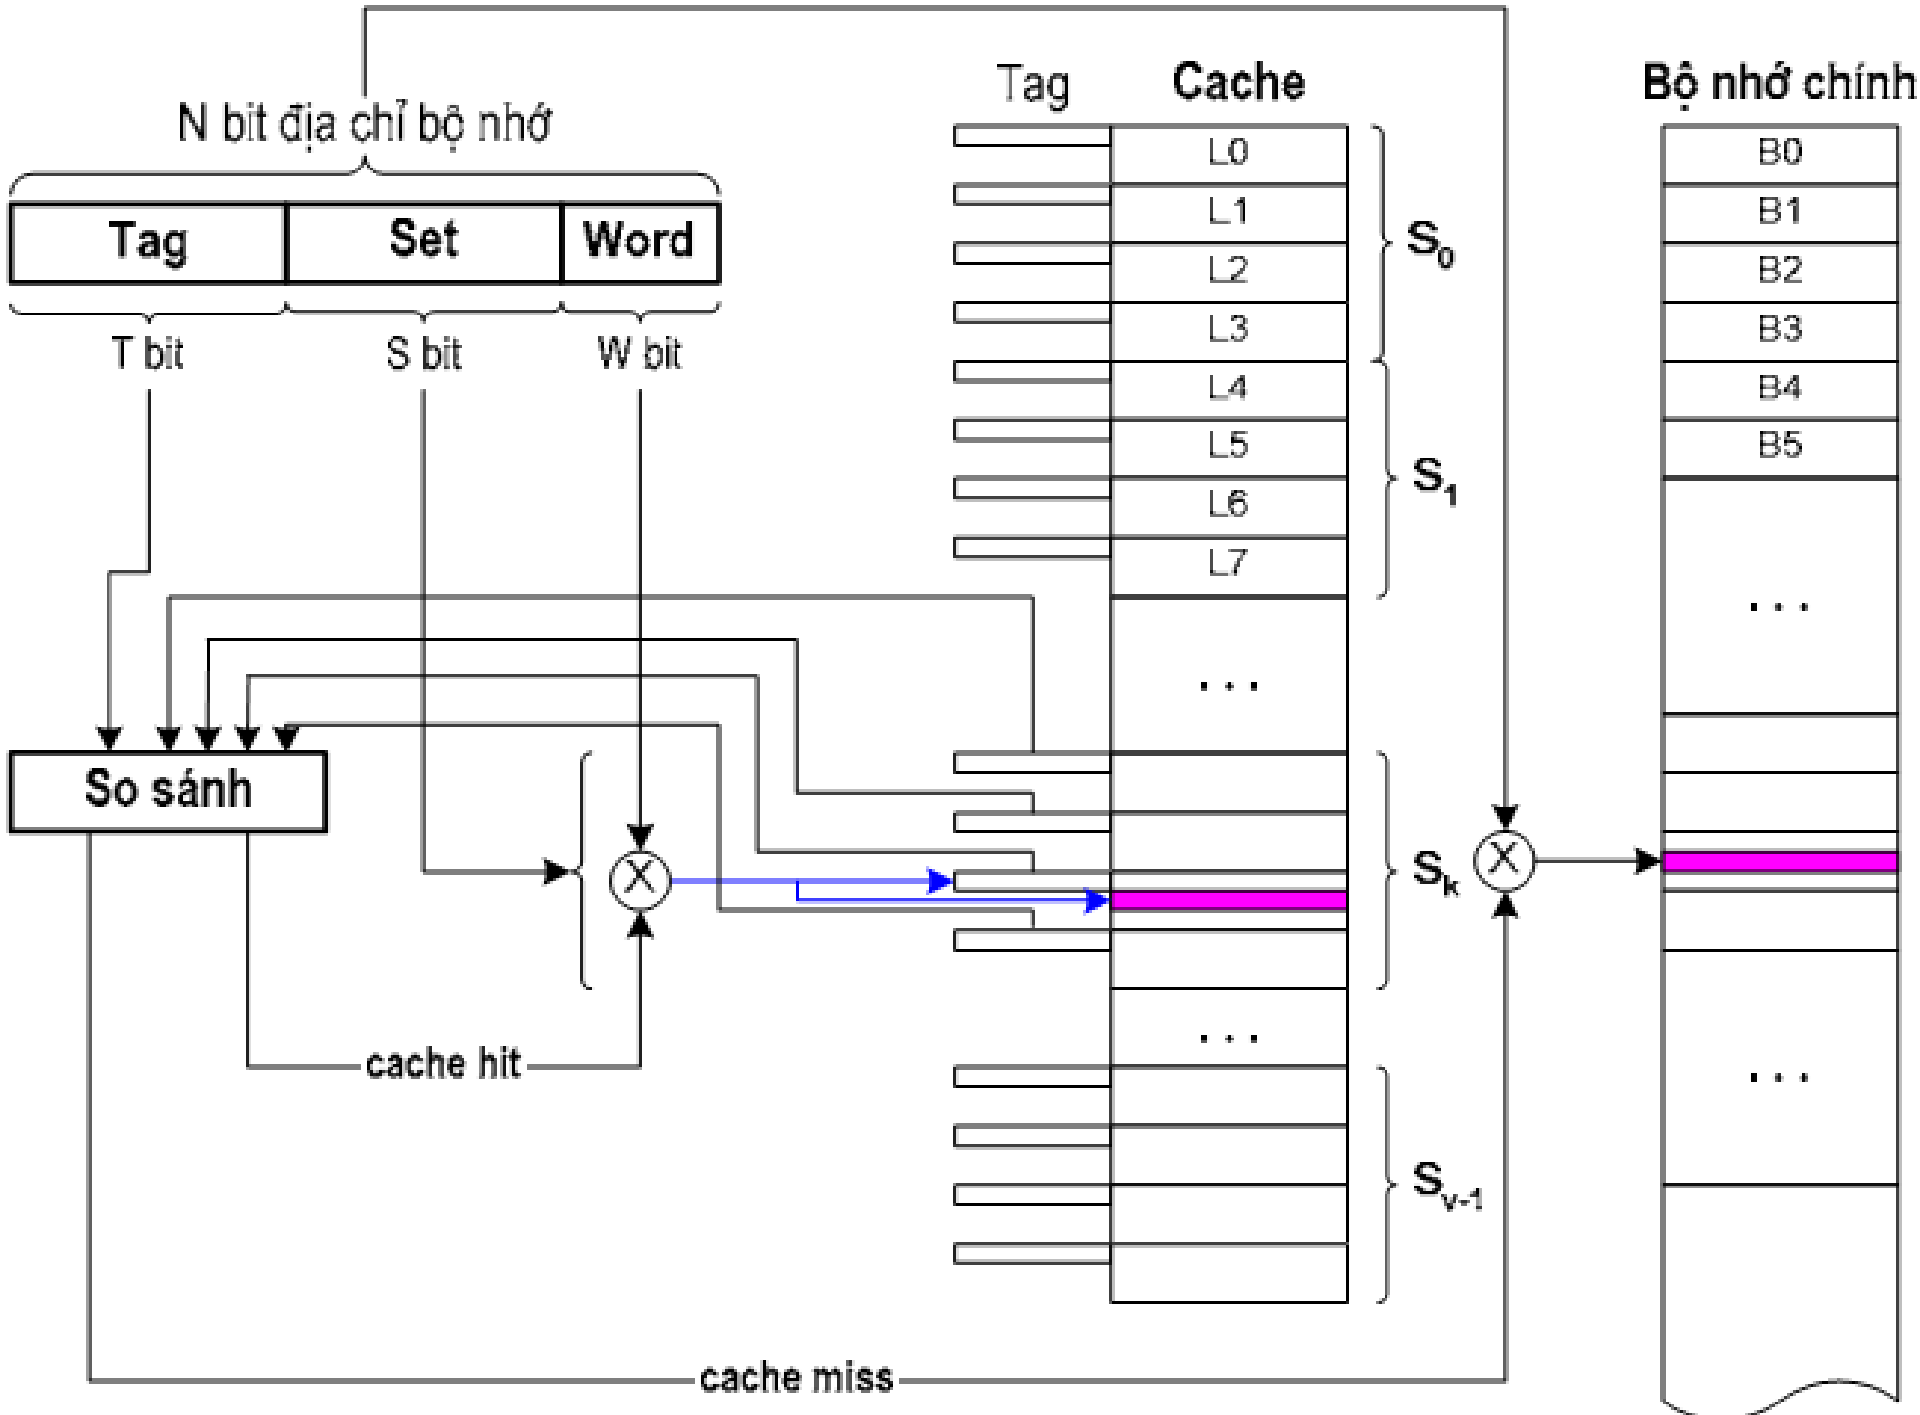 N bit địa chỉ bộ nhớ
Tag Set Word
T bit S bit W bit
So sánh
X
cache hit
cache miss
Tag Cache
L0
L1
L2
L3
L4
L5
L6
L7
. . .
. . .
S0
S1
Sk
Sv-1
X
Bộ nhớ chính
B0
B1
B2
B3
B4
B5
. . .
. . .